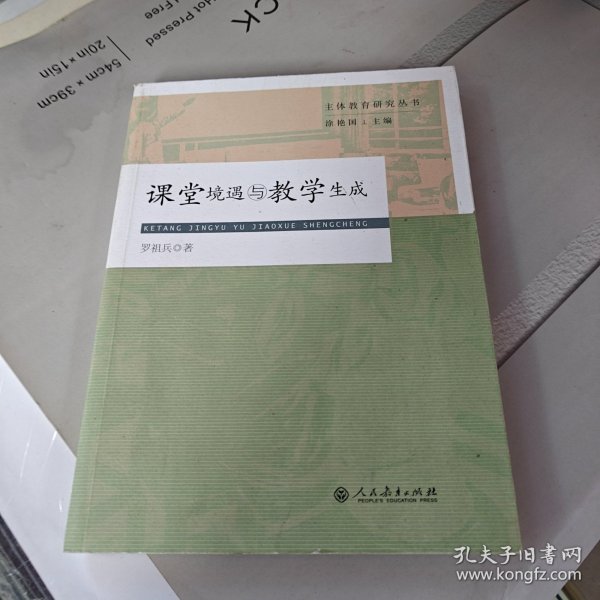 Hot Pressed
Free
CK
20in × 15in
54cm × 39cm
主体教育研究丛书
涂艳国 主编
课堂境遇与教学生成
KETANG JINGYU YU JIAOXUE SHENGCHENG
罗祖兵◎著
人民教育出版社
PEOPLE'S EDUCATION PRESS
孔夫子旧书网
www.kongfz.com